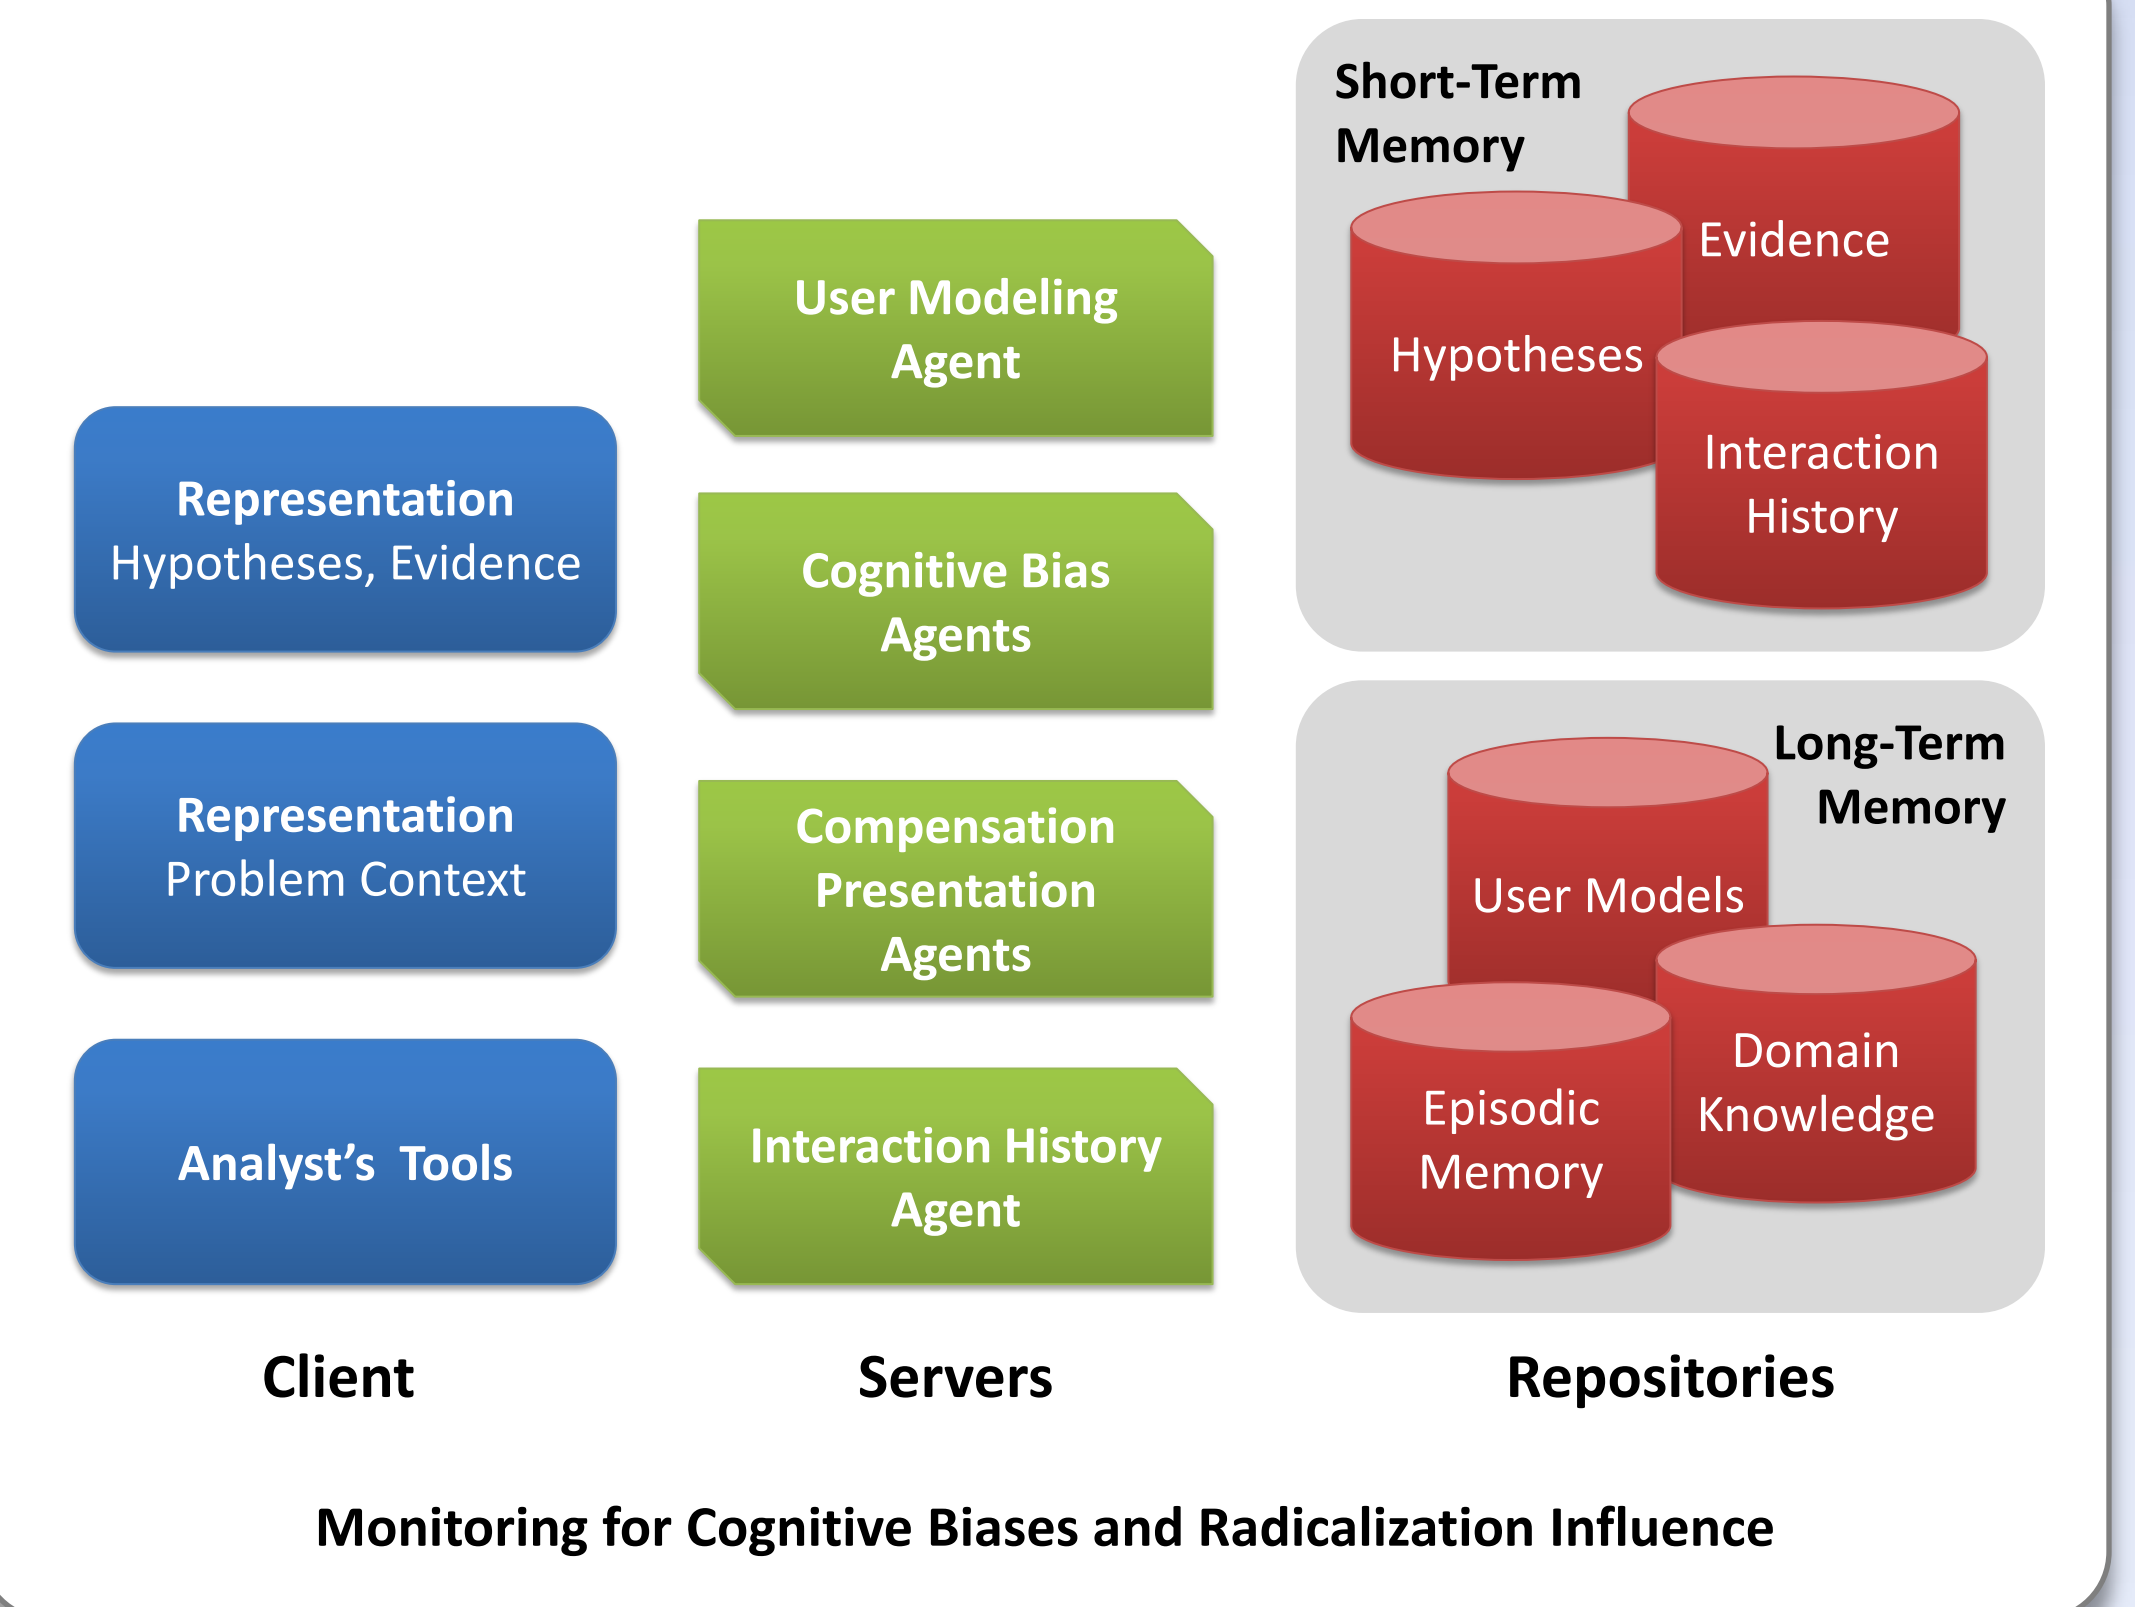 Representation
Hypotheses, Evidence
Representation
Problem Context
Analyst’s  Tools
Client
User Modeling
Agent
Cognitive Bias
Agents
Compensation
Presentation
Agents
Interaction History
Agent
Servers
Short-Term
Memory
Evidence
Hypotheses
Interaction
History
Long-Term
Memory
User Models
Domain
Knowledge
Episodic
Memory
Repositories
Monitoring for Cognitive Biases and Radicalization Influence